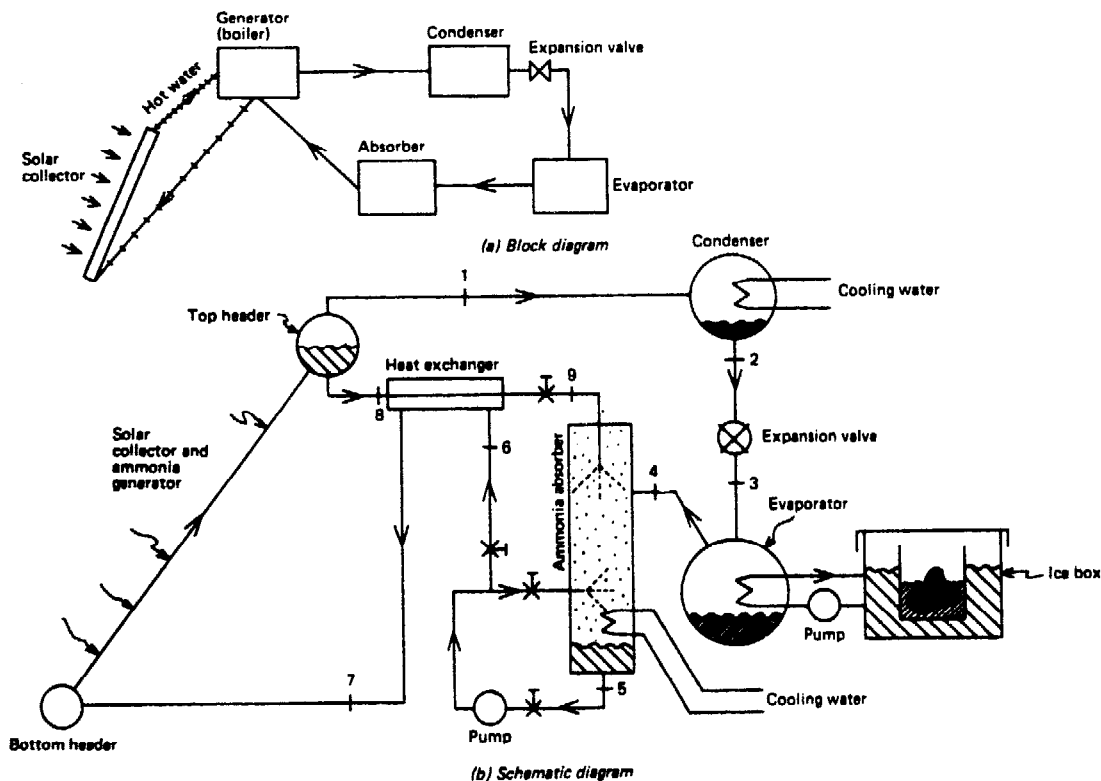 Generator
(boiler)
Condenser
Expansion valve
Hot water
Solar
collector
Absorber
Evaporator
(a) Block diagram
Condenser
Cooling water
1
Top header
Heat exchanger
2
8
9
6
Solar
collector and
ammonia
generator
Expansion valve
Ammonia absorber
4
3
Evaporator
Ice box
Pump
7
5
Cooling water
Pump
Bottom header
(b) Schematic diagram